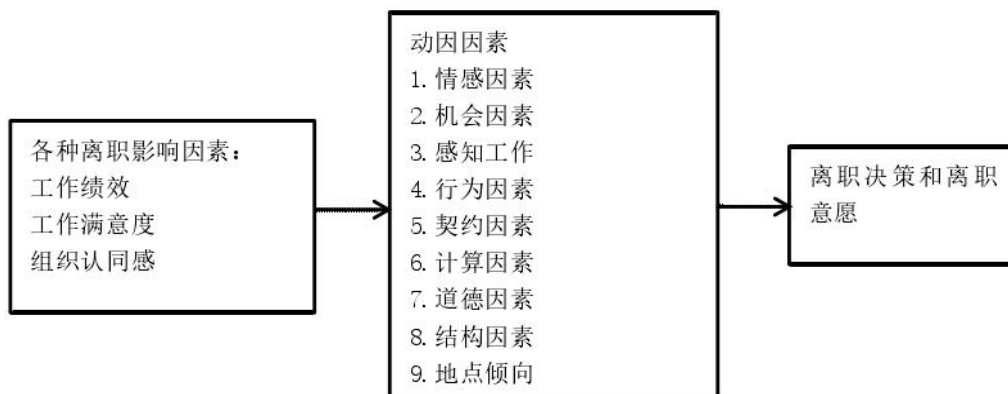 各种离职影响因素：
工作绩效
工作满意度
组织认同感
动因因素
1. 情感因素
2. 机会因素
3. 感知工作
4. 行为因素
5. 契约因素
6. 计算因素
7. 道德因素
8. 结构因素
9. 地点倾向
离职决策和离职
意愿